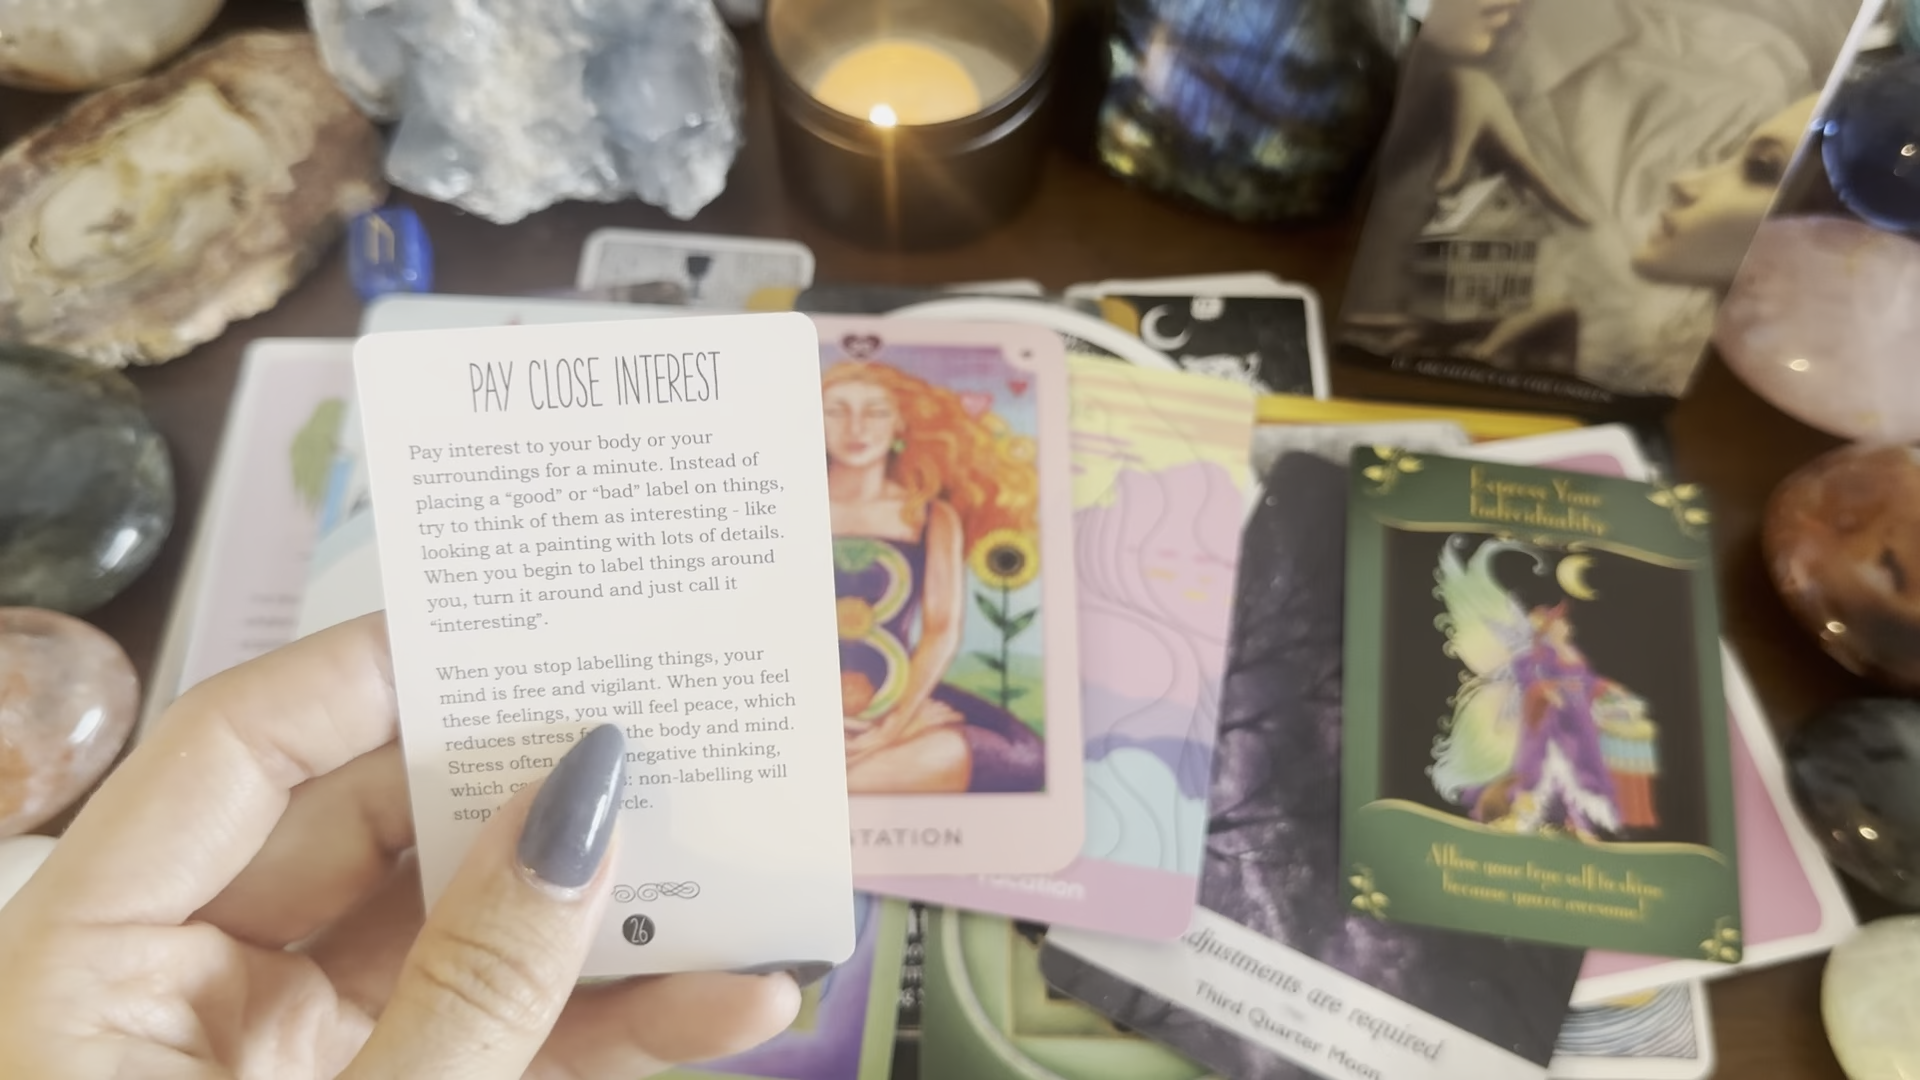 PAY CLOSE INTEREST
Pay interest to your body or your
surroundings for a minute. Instead of
placing a “good” or “bad” label on things,
try to think of them as interesting - like
looking at a painting with lots of details.
When you begin to label things around
you, turn it around and just call it
“interesting”.
When you stop labelling things, your
mind is free and vigilant. When you feel
these feelings, you will feel peace, which
reduces stress the body and mind.
Stress often negative thinking,
which non-labelling will
stop
26
TATION
Express Your
Individuality
Allow your true self to shine
because you're awesome!
adjustments are required
Third Quarter Moon